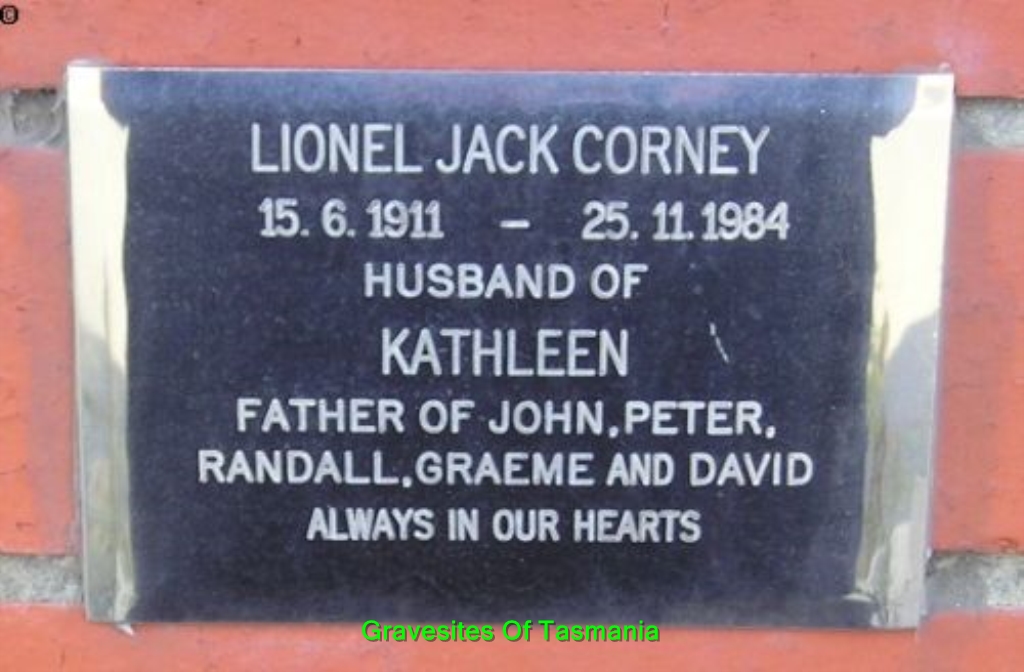 ©
LIONEL JACK CORNEY
15. 6. 1911 - 25. 11. 1984
HUSBAND OF
KATHLEEN
FATHER OF JOHN, PETER,
RANDALL, GRAEME AND DAVID
ALWAYS IN OUR HEARTS
Gravesites Of Tasmania